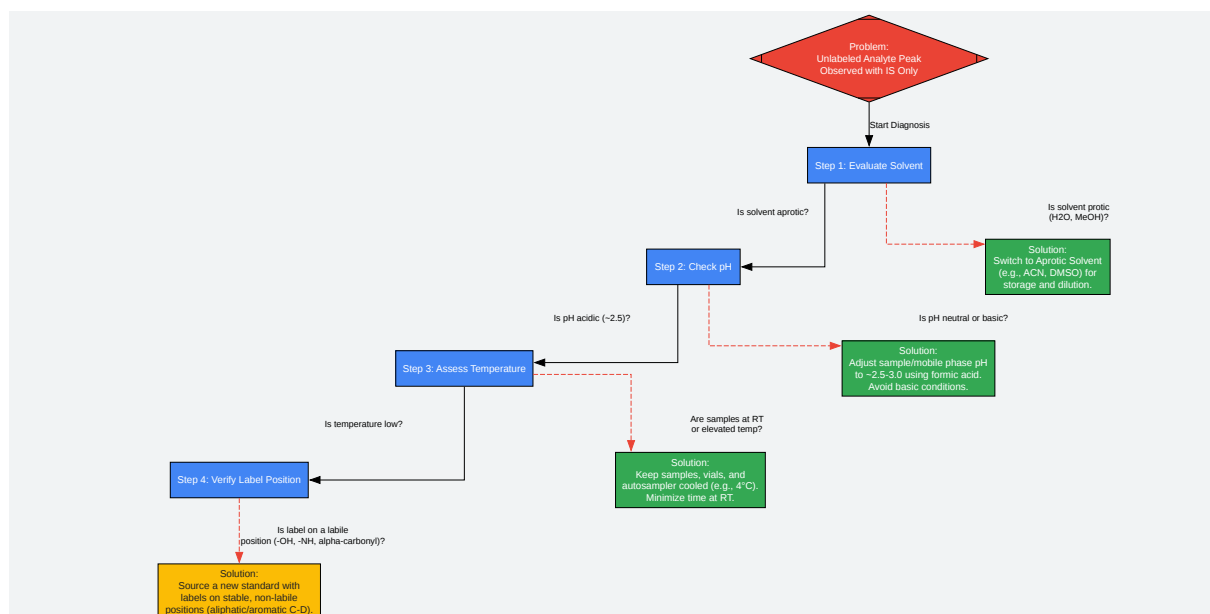 Problem:
Unlabeled Analyte Peak
Observed with IS Only
Start Diagnosis
Step 1: Evaluate Solvent
Is solvent aprotic?
Is solvent protic
(H2O, MeOH)?
Solution:
Switch to Aprotic Solvent
(e.g., ACN, DMSO) for
storage and dilution.
Step 2: Check pH
Is pH acidic (~2.5)?
Is pH neutral or basic?
Solution:
Adjust sample/mobile phase pH
to ~2.5-3.0 using formic acid.
Avoid basic conditions.
Step 3: Assess Temperature
Is temperature low?
Are samples at RT
or elevated temp?
Solution:
Keep samples, vials, and
autosampler cooled (e.g., 4°C).
Minimize time at RT.
Step 4: Verify Label Position
Is label on a labile
position (-OH, -NH, alpha-carbonyl)?
Solution:
Source a new standard with
labels on stable, non-labile
positions (aliphatic/aromatic C-D).